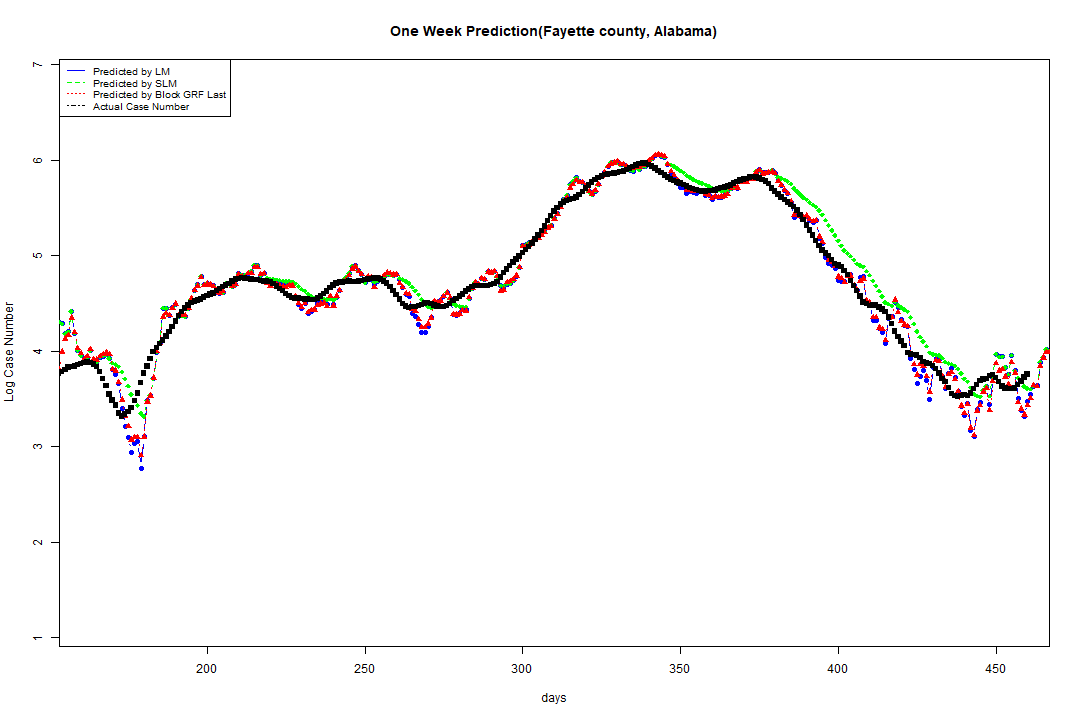 One Week Prediction(Fayette county, Alabama)
Predicted by LM
Predicted by SLM
Predicted by Block GRF Last
Actual Case Number
7
6
5
4
3
2
1
Log Case Number
200 250 300 350 400 450
days